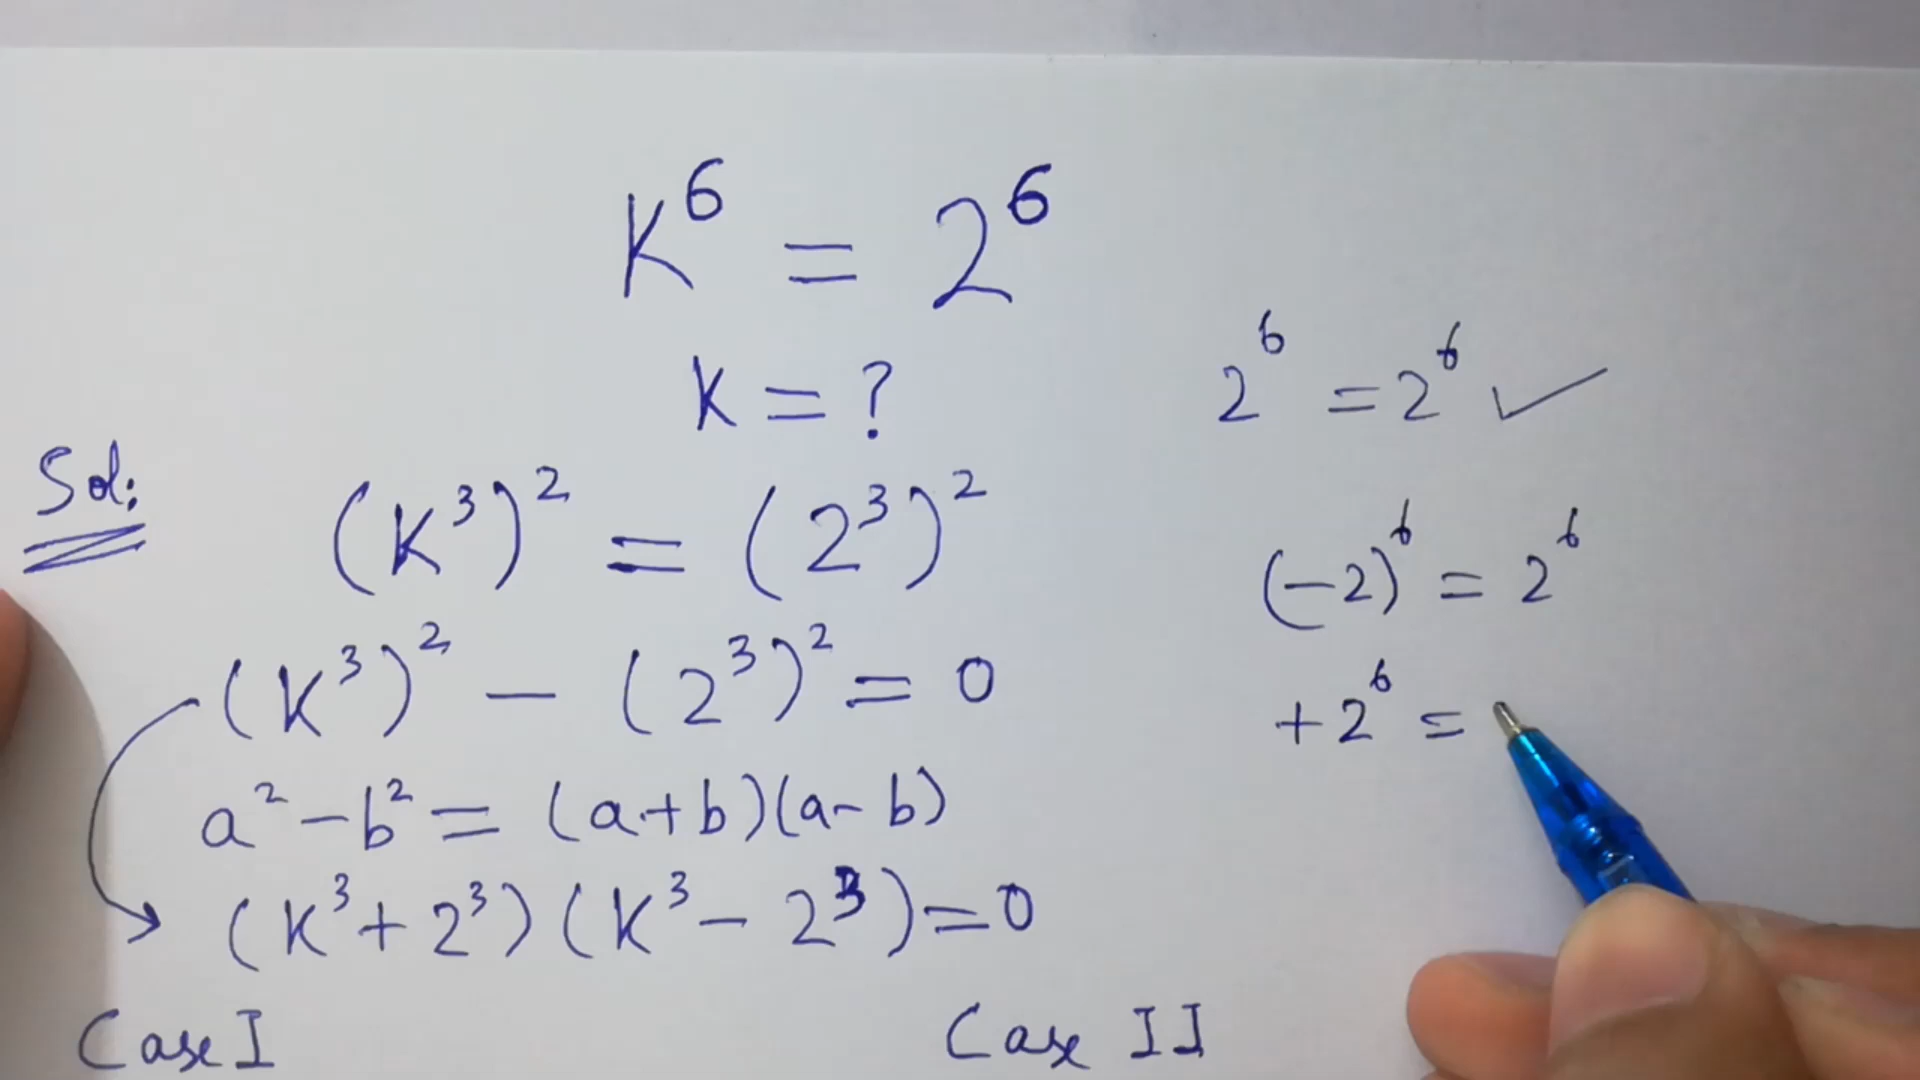 K⁶ = 2⁶
K = ?
2⁶ = 2⁶ ✓
Sol:
(K³)² = (2³)²
(-2)⁶ = 2⁶
(K³)² - (2³)² = 0
+2⁶ =
a² - b² = (a+b)(a-b)
(K³ + 2³)(K³ - 2³) = 0
Case I
Case II